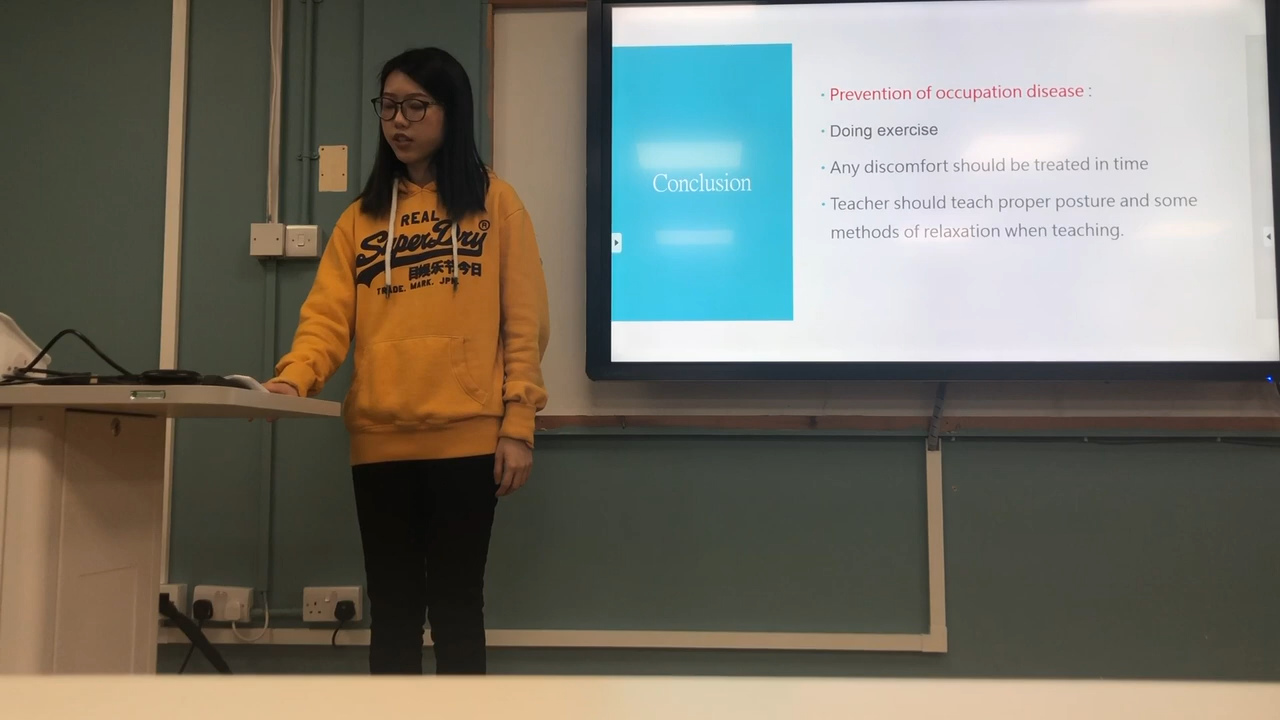 Conclusion
Prevention of occupation disease :
Doing exercise
Any discomfort should be treated in time
Teacher should teach proper posture and some
methods of relaxation when teaching.
REAL
SuperDry®
TRADE. MARK. JPN.